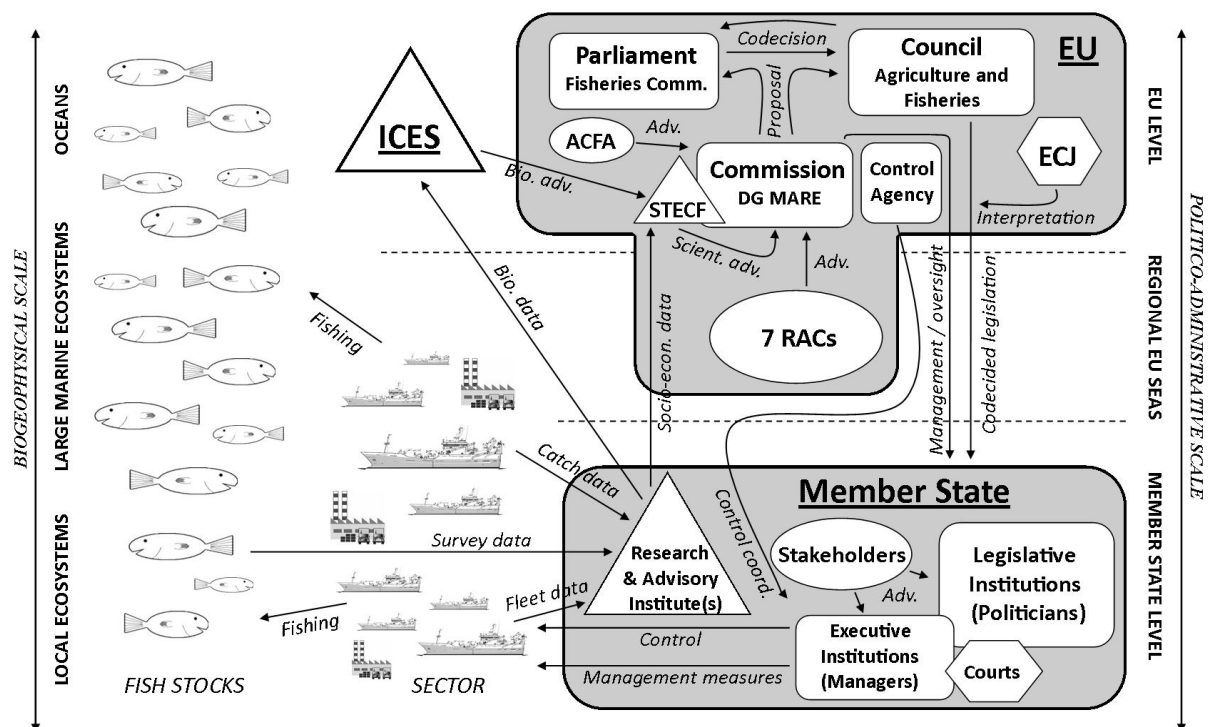 BIOGEOPHYSICAL SCALE
OCEANS
LARGE MARINE ECOSYSTEMS
LOCAL ECOSYSTEMS
FISH STOCKS
SECTOR
Fishing
Fishing
Catch data
Survey data
Fleet data
Bio. data
Socio-econ. data
ICES
Bio. adv.
EU
Parliament
Fisheries Comm.
Codecision
Council
Agriculture and
Fisheries
Proposal
ACFA
Adv.
Commission
DG MARE
STECF
Scient. adv.
Control
Agency
ECJ
Interpretation
Adv.
7 RACs
Management / oversight
Codecided legislation
Control coord.
Member State
Research
& Advisory
Institute(s)
Stakeholders
Adv.
Legislative
Institutions
(Politicians)
Executive
Institutions
(Managers)
Courts
Control
Management measures
EU LEVEL
REGIONAL EU SEAS
MEMBER STATE LEVEL
POLITICO-ADMINISTRATIVE SCALE